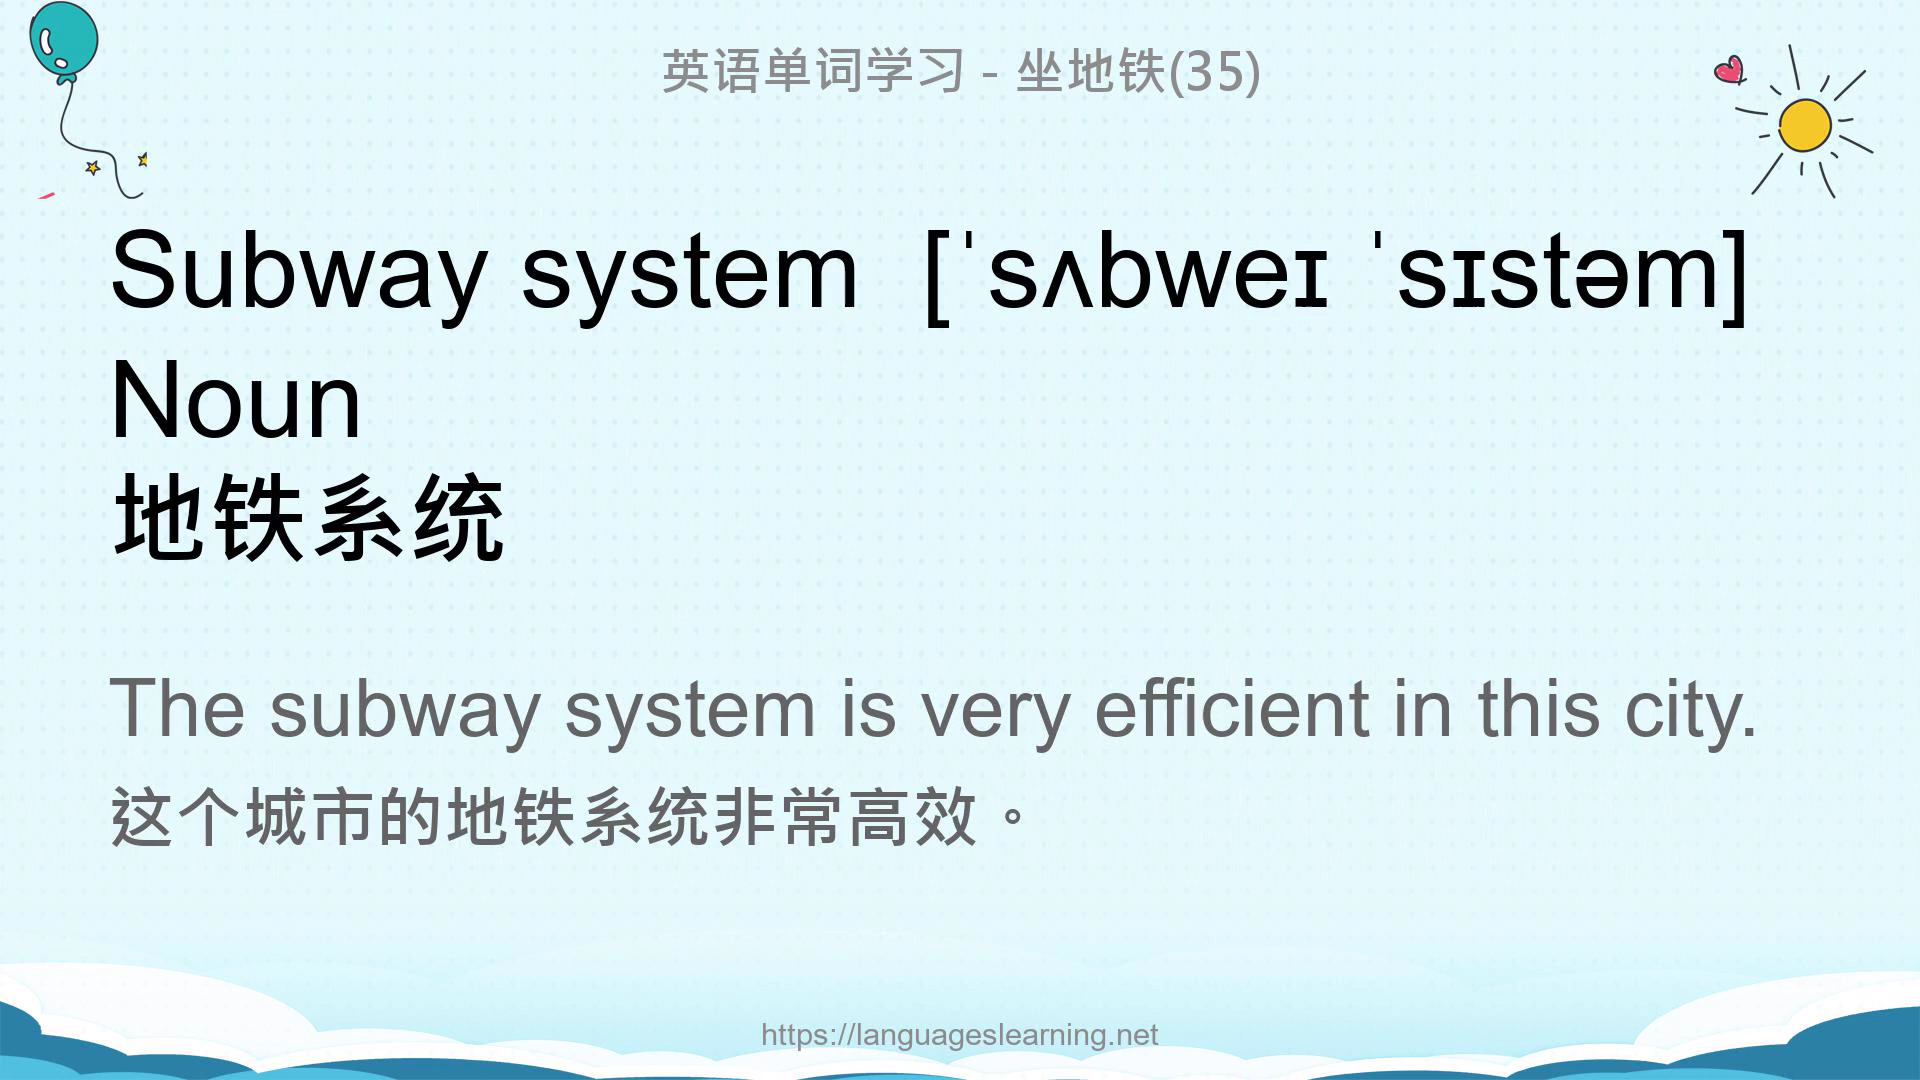 英语单词学习 - 坐地铁(35)
Subway system [ˈsʌbweɪ ˈsɪstəm]
Noun
地铁系统
The subway system is very efficient in this city.
这个城市的地铁系统非常高效。
https://languageslearning.net